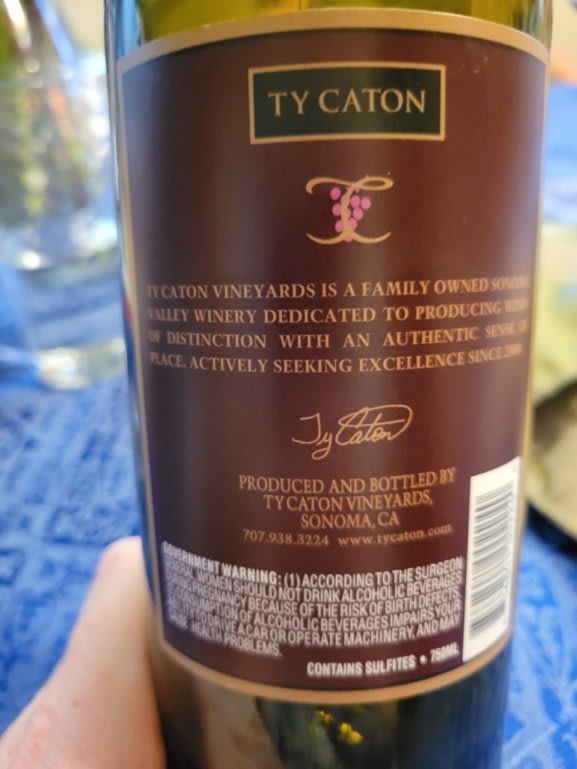 TY CATON
TY CATON VINEYARDS IS A FAMILY OWNED SONOMA
VALLEY WINERY DEDICATED TO PRODUCING WINES
OF DISTINCTION WITH AN AUTHENTIC SENSE OF
PLACE. ACTIVELY SEEKING EXCELLENCE SINCE
Ty Caton
PRODUCED AND BOTTLED BY
TY CATON VINEYARDS,
SONOMA, CA
707.938.3224 www.tycaton.com
GOVERNMENT WARNING: (1) ACCORDING TO THE SURGEON
GENERAL, WOMEN SHOULD NOT DRINK ALCOHOLIC BEVERAGES
DURING PREGNANCY BECAUSE OF THE RISK OF BIRTH DEFECTS.
CONSUMPTION OF ALCOHOLIC BEVERAGES IMPAIRS YOUR
TO DRIVE A CAR OR OPERATE MACHINERY, AND MAY
HEALTH PROBLEMS.
CONTAINS SULFITES • 750ML